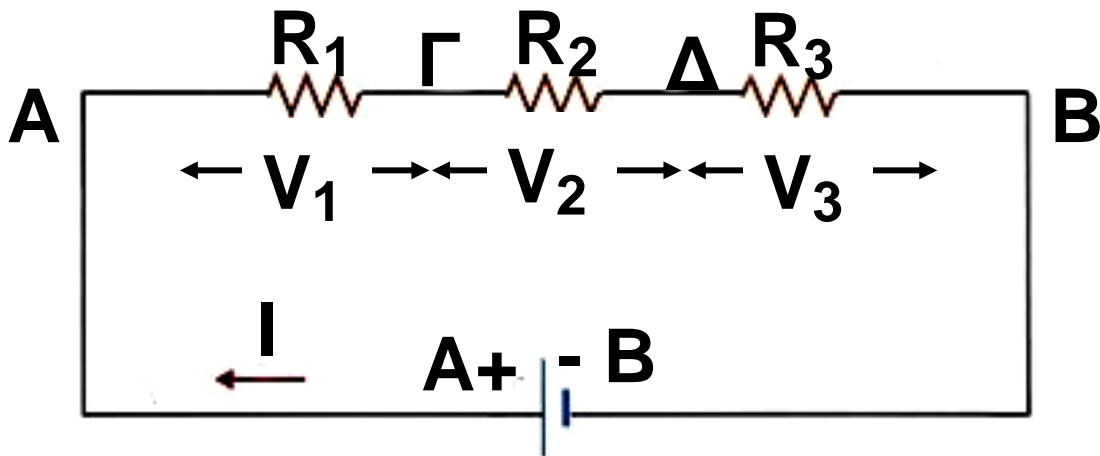 R₁ Γ R₂ Δ R₃
A B
V₁ V₂ V₃
I
A+ - B